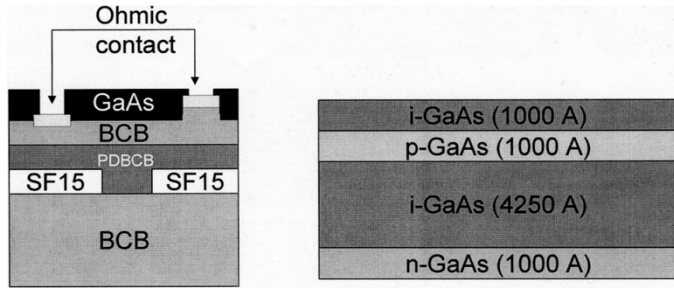 Ohmic
contact
GaAs
BCB
PDBCB
SF15 SF15
BCB
i-GaAs (1000 A)
p-GaAs (1000 A)
i-GaAs (4250 A)
n-GaAs (1000 A)